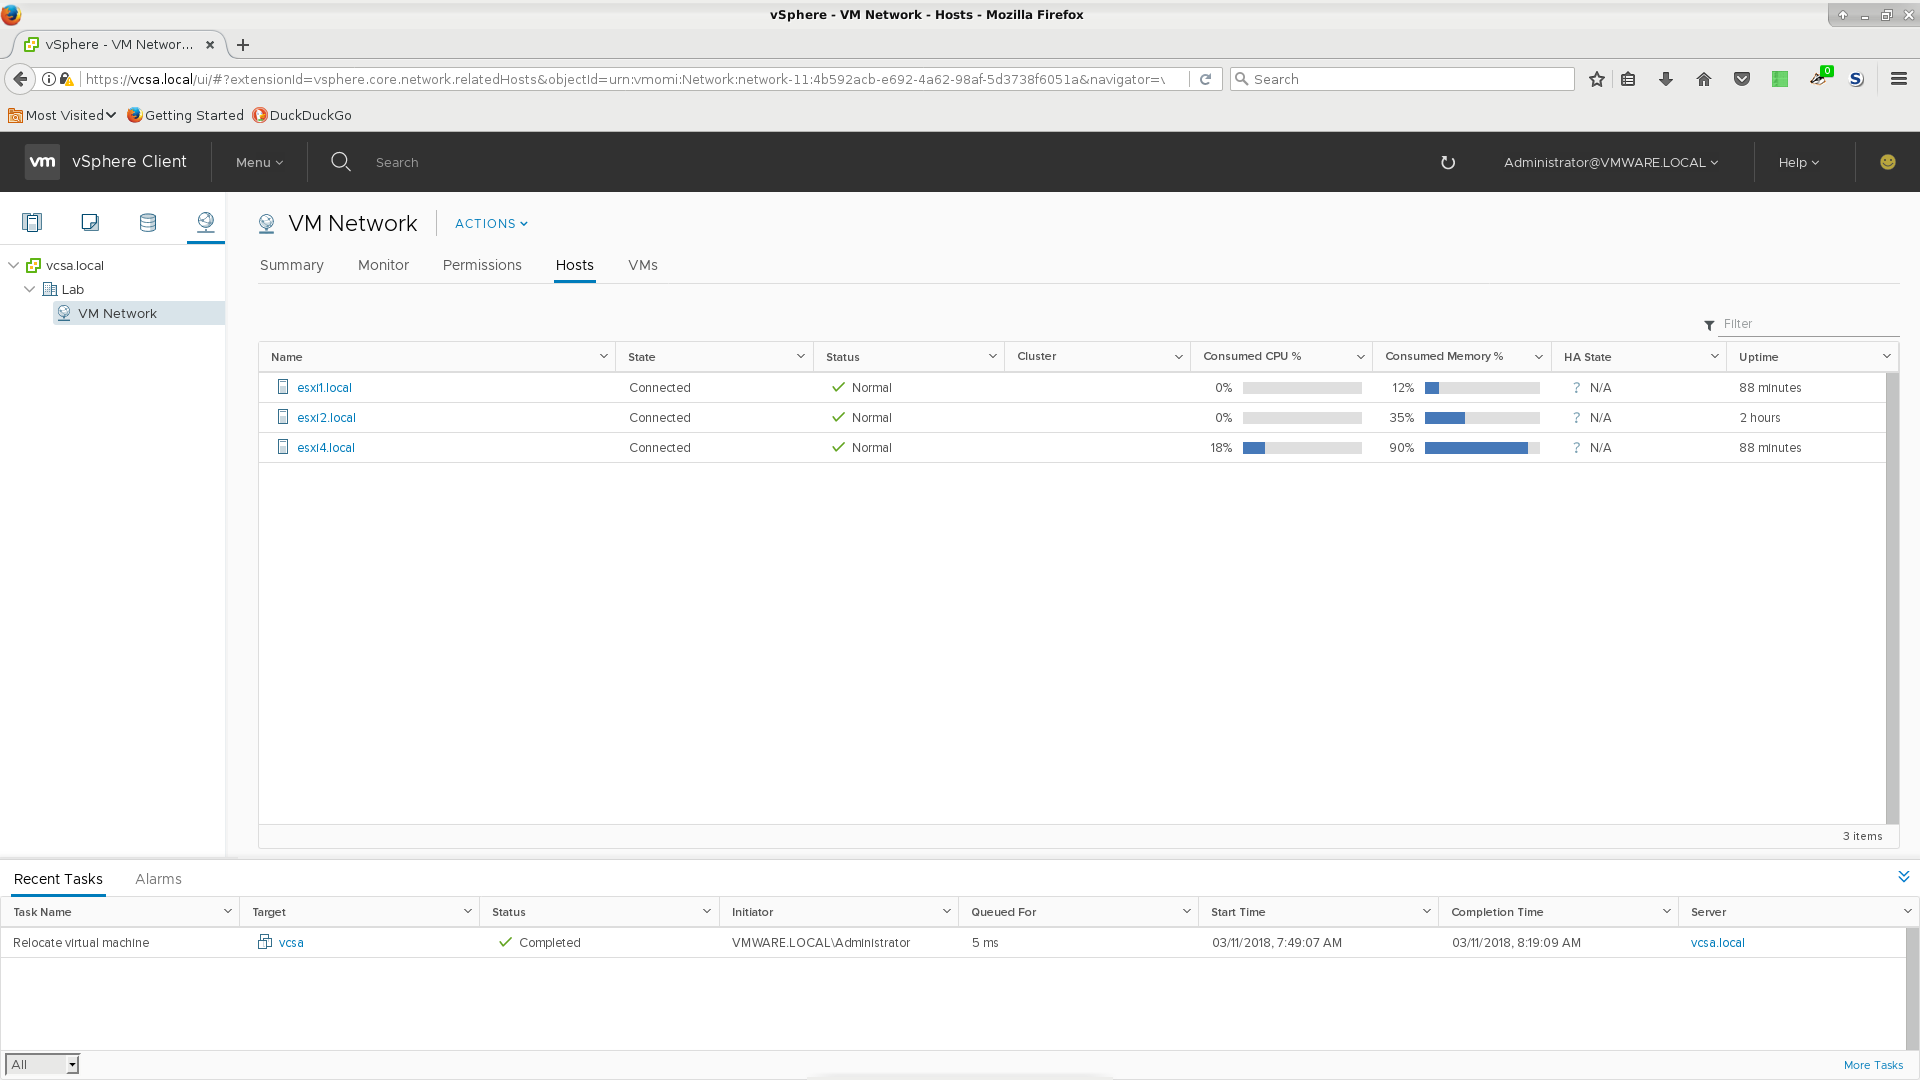 vSphere - VM Network - Hosts - Mozilla Firefox
vSphere - VM Networ...
https://vcsa.local/ui/#?extensionId=vsphere.core.network.relatedHosts&objectId=urn:vmomi:Network:network-11:4b592acb-e692-4a62-98af-5d3738f6051a&navigator=v
Search
0
S
Most Visited
Getting Started
DuckDuckGo
vm
vSphere Client
Menu
Search
Administrator@VMWARE.LOCAL
Help
VM Network
ACTIONS
vcsa.local
Lab
VM Network
Summary Monitor Permissions Hosts VMs
Filter
Name State Status Cluster Consumed CPU % Consumed Memory % HA State Uptime
esxi1.local Connected Normal 0% 12% ? N/A 88 minutes
esxi2.local Connected Normal 0% 35% ? N/A 2 hours
esxi4.local Connected Normal 18% 90% ? N/A 88 minutes
3 items
Recent Tasks Alarms
Task Name Target Status Initiator Queued For Start Time Completion Time Server
Relocate virtual machine vcsa Completed VMWARE.LOCAL\Administrator 5 ms 03/11/2018, 7:49:07 AM 03/11/2018, 8:19:09 AM vcsa.local
All
More Tasks